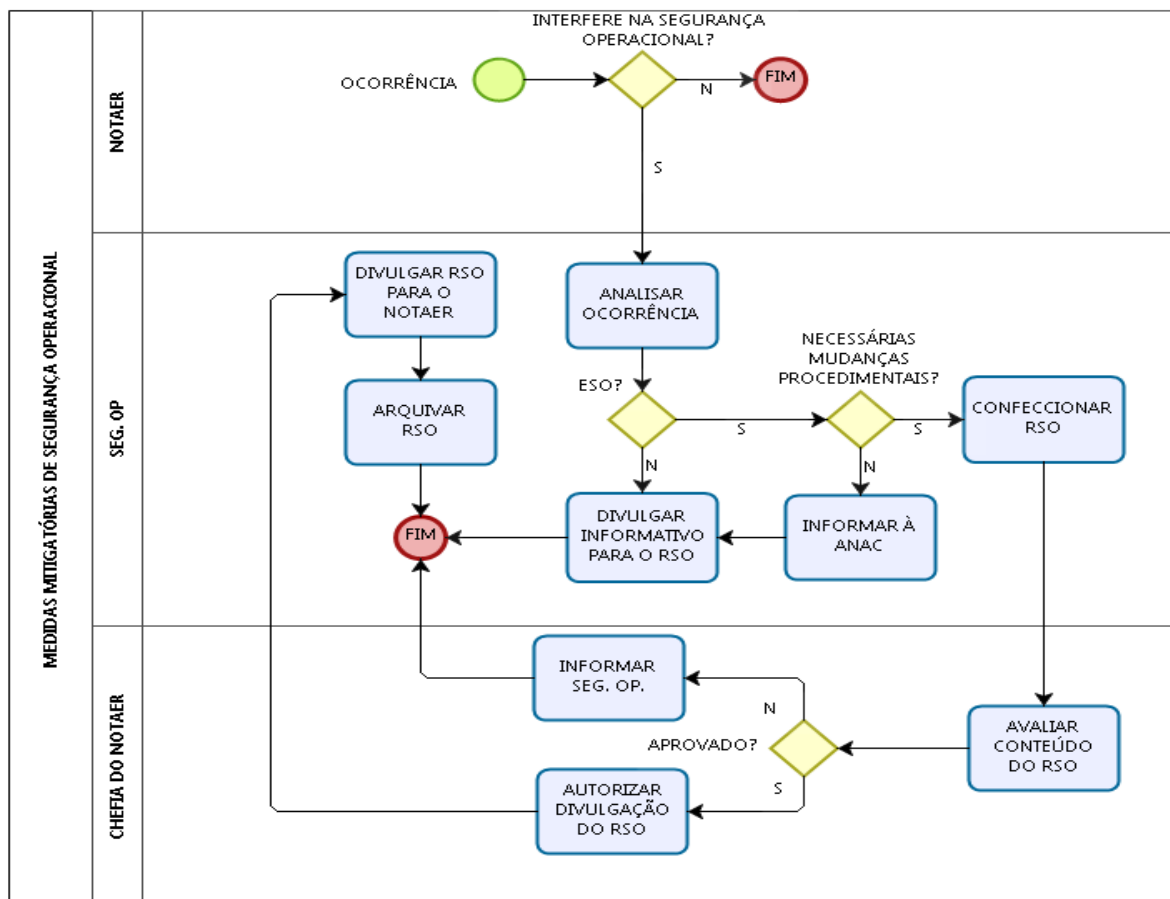 MEDIDAS MITIGATÓRIAS DE SEGURANÇA OPERACIONAL
NOTAER
INTERFERE NA SEGURANÇA
OPERACIONAL?
OCORRÊNCIA
N
FIM
S
SEG. OP
DIVULGAR RSO
PARA O
NOTAER
ANALISAR
OCORRÊNCIA
NECESSÁRIAS
MUDANÇAS
PROCEDIMENTAIS?
ESO?
ARQUIVAR
RSO
S
S
CONFECCIONAR
RSO
N
N
FIM
DIVULGAR
INFORMATIVO
PARA O RSO
INFORMAR À
ANAC
CHEFIA DO NOTAER
INFORMAR
SEG. OP.
N
APROVADO?
AVALIAR
CONTEÚDO
DO RSO
S
AUTORIZAR
DIVULGAÇÃO
DO RSO